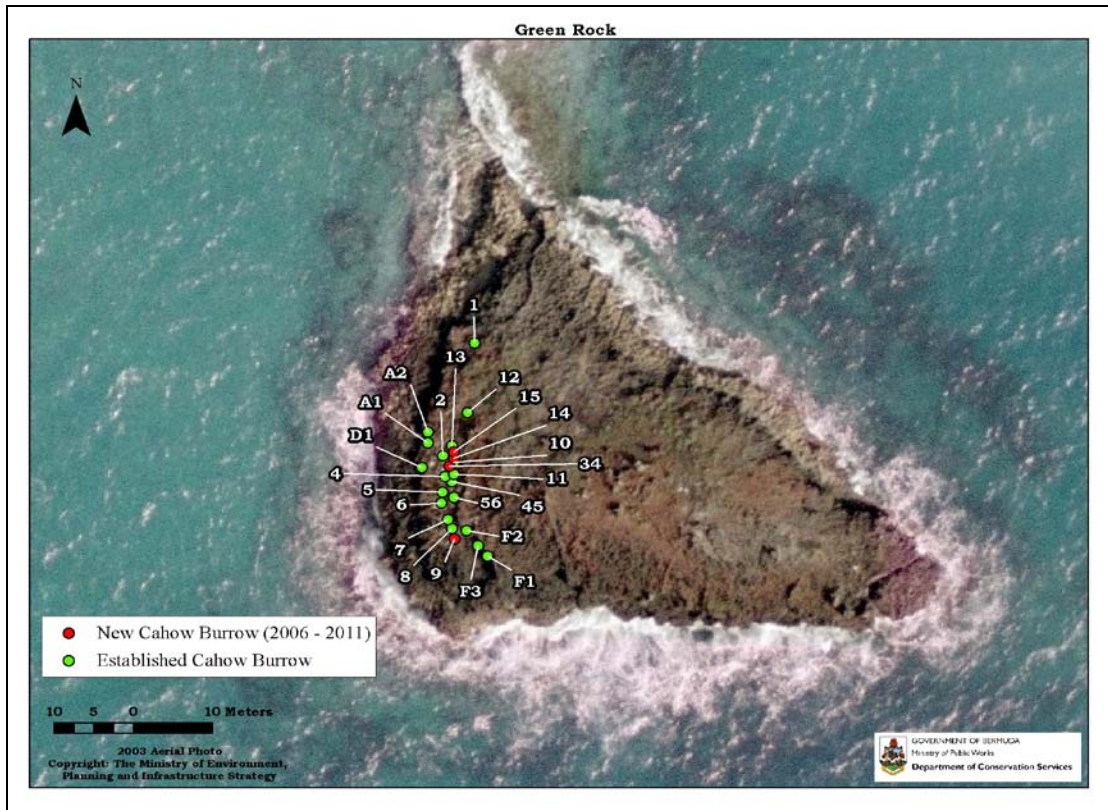 Green Rock
N
1
13
A2
12
2
15
A1
14
D1
10
34
4
11
5
45
6
56
7
F2
8
9
F3
F1
New Cahow Burrow (2006 - 2011)
Established Cahow Burrow
10 5 0 10 Meters
2003 Aerial Photo
Copyright: The Ministry of Environment,
Planning and Infrastructure Strategy
GOVERNMENT OF BERMUDA
Ministry of Public Works
Department of Conservation Services